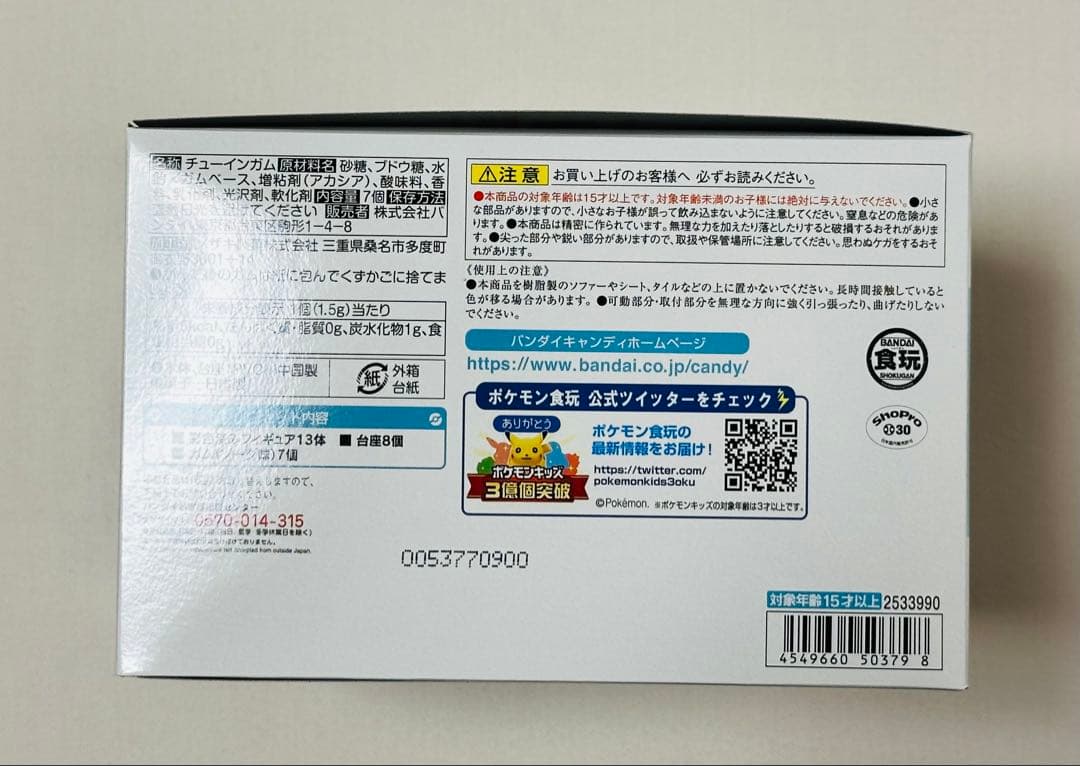 名称 チューインガム 原材料名 砂糖、ブドウ糖、水
ガムベース、増粘剤(アカシア)、酸味料、香
料、光沢剤、軟化剤 内容量 7個 保存方法
けてください 販売者 株式会社バ
駒形1-4-8
株式会社 三重県桑名市多度町
に包んでくずかごに捨てま
1個(1.5g)当たり
脂質0g、炭水化物1g、食
中国製
紙 外箱
台紙
セット内容
彩色済みフィギュア13体 ■台座8個
7個
0570-014-315
outside Japan.
⚠注意 お買い上げのお客様へ 必ずお読みください。
●本商品の対象年齢は15才以上です。対象年齢未満のお子様には絶対に与えないでください。●小さ
な部品がありますので、小さなお子様が誤って飲み込まないように注意してください。窒息などの危険があ
ります。●本商品は精密に作られています。無理な力を加えたり落としたりすると破損するおそれがありま
す。●尖った部分や鋭い部分がありますので、取扱や保管場所に注意してください。思わぬケガをするおそ
れがあります。
《使用上の注意》
●本商品を樹脂製のソファーやシート、タイルなどの上に置かないでください。長時間接触していると
色が移る場合があります。●可動部分・取付部分を無理な方向に強く引っ張ったり、曲げたりしない
でください。
バンダイキャンディホームページ
https://www.bandai.co.jp/candy/
BANDAI
食玩
SHOKUGAN
ShoPro
30
日本国内販売許可
ポケモン食玩 公式ツイッターをチェック
ありがとう
ポケモンキッズ
3億個突破
ポケモン食玩の
最新情報をお届け!
https://twitter.com/
pokemonkids3oku
©Pokémon. ※ポケモンキッズの対象年齢は3才以上です。
0053770900
対象年齢15才以上 2533990
4549660 50379 8